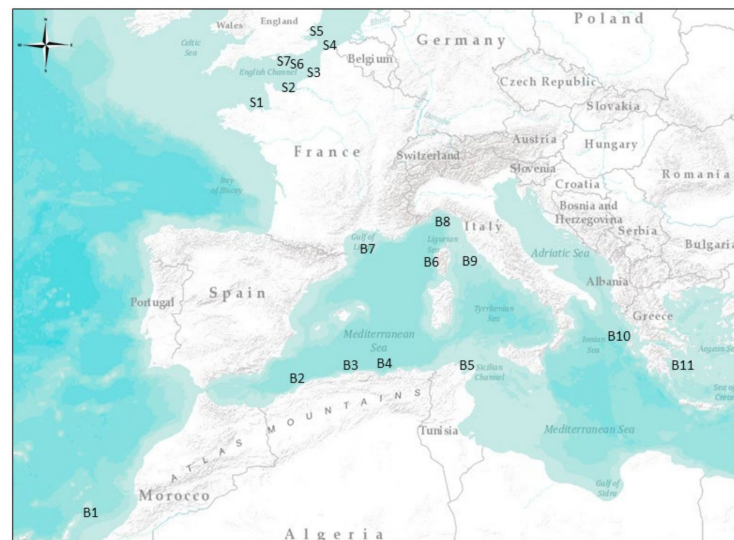 Wales
England
Poland
Celtic
Sea
S5
S4
Rhine
Germany
Belgium
S7
S6
S3
English Channel
S2
S1
Czech Republic
Slovakia
France
Austria
Switzerland
Hungary
Slovenia
Romania
Croatia
Bay
of Biscay
Bosnia and
Herzegovina
Serbia
B8
Italy
Gulf of
B7
Ligurian
Sea
B6
B9
Adriatic Sea
Bulgaria
Albania
Portugal
Spain
Greece
Tyrrhenian
Sea
Mediterranean
Sea
B10
Ionian
Sea
Aegean Sea
B2
B3
B4
B5
Sicilian
Channel
B11
Sea of
Crete
ATLAS MOUNTAINS
Tunisia
Mediterranean Sea
Morocco
Gulf of
Sidra
B1
Algeria